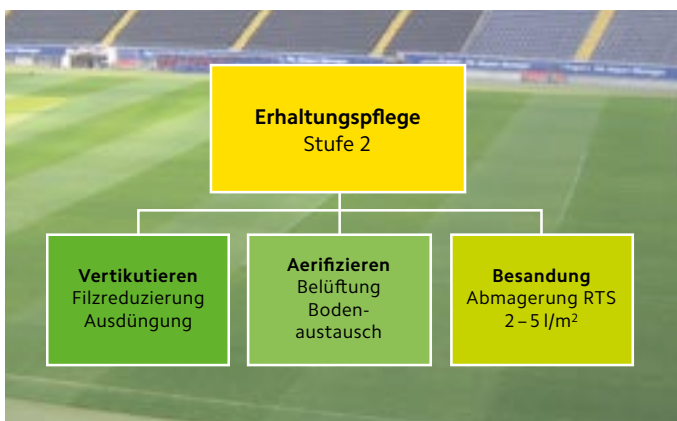 Erhaltungspflege
Stufe 2
Vertikutieren
Filzreduzierung
Ausdüngung
Aerifizieren
Belüftung
Boden-
austausch
Besandung
Abmagerung RTS
2 – 5 l/m²